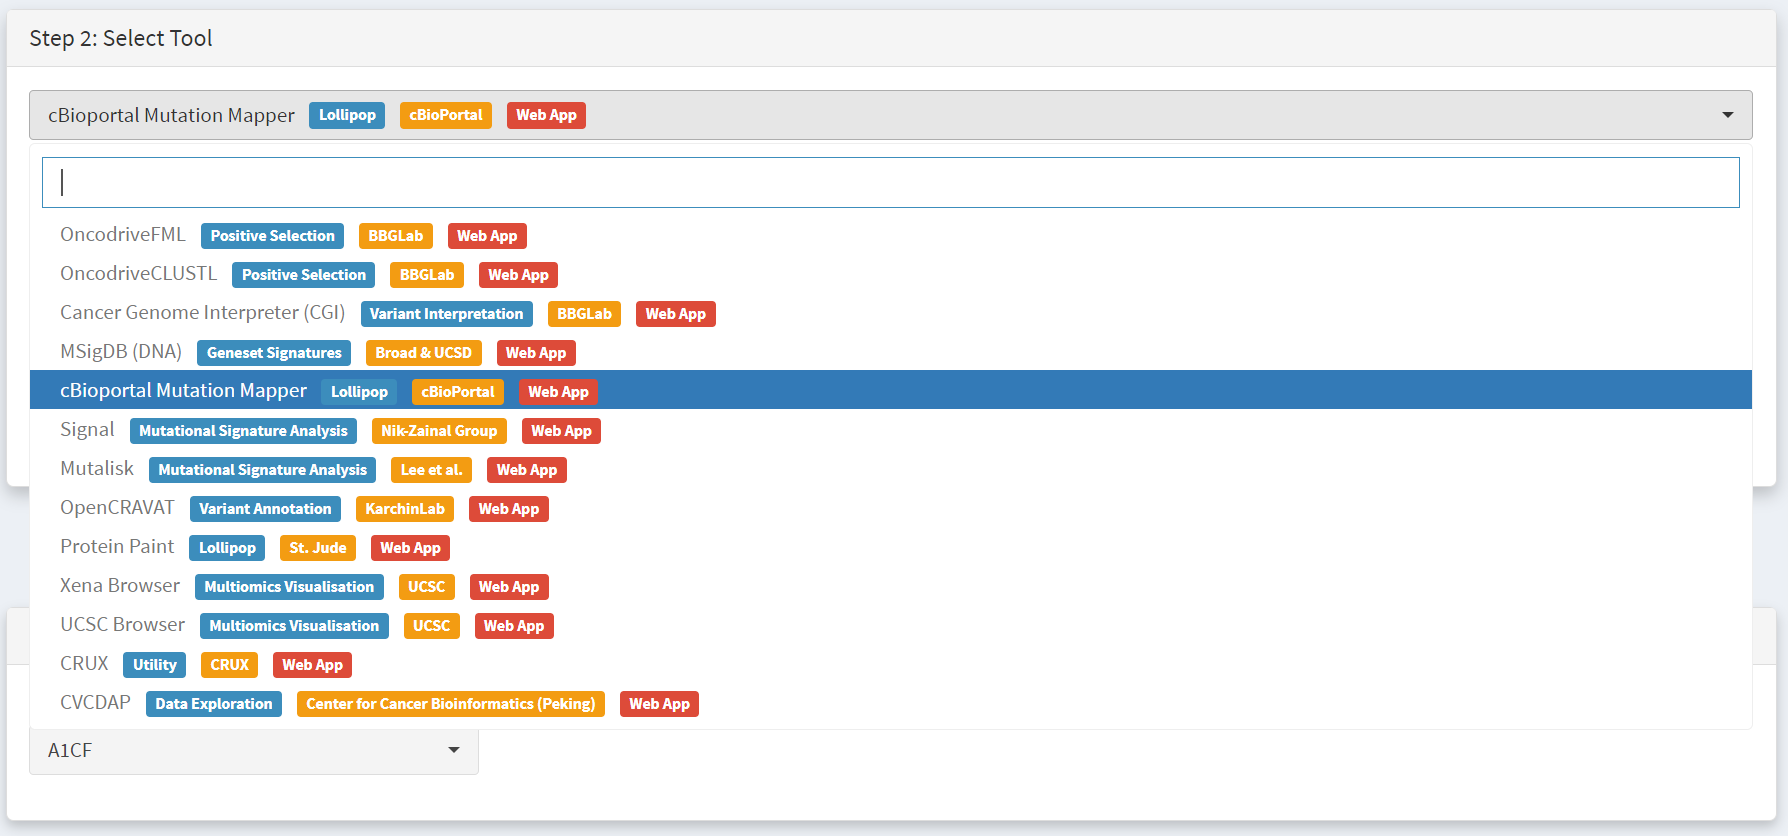 Step 2: Select Tool
cBioportal Mutation Mapper Lollipop cBioPortal Web App
OncodriveFML Positive Selection BBGLab Web App
OncodriveCLUSTL Positive Selection BBGLab Web App
Cancer Genome Interpreter (CGI) Variant Interpretation BBGLab Web App
MSigDB (DNA) Geneset Signatures Broad & UCSD Web App
cBioportal Mutation Mapper Lollipop cBioPortal Web App
Signal Mutational Signature Analysis Nik-Zainal Group Web App
Mutalisk Mutational Signature Analysis Lee et al. Web App
OpenCRAVAT Variant Annotation KarchinLab Web App
Protein Paint Lollipop St. Jude Web App
Xena Browser Multiomics Visualisation UCSC Web App
UCSC Browser Multiomics Visualisation UCSC Web App
CRUX Utility CRUX Web App
CVCDAP Data Exploration Center for Cancer Bioinformatics (Peking) Web App
A1CF